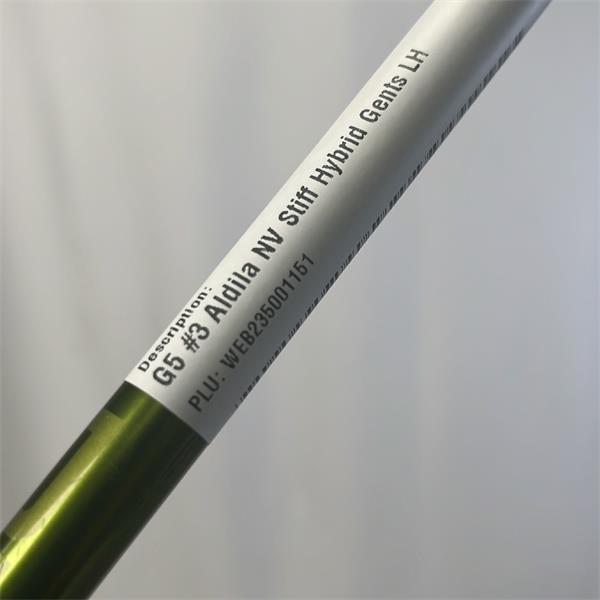 Description:
G5 #3 Aldila NV Stiff Hybrid Gents LH
PLU: WEB235001151